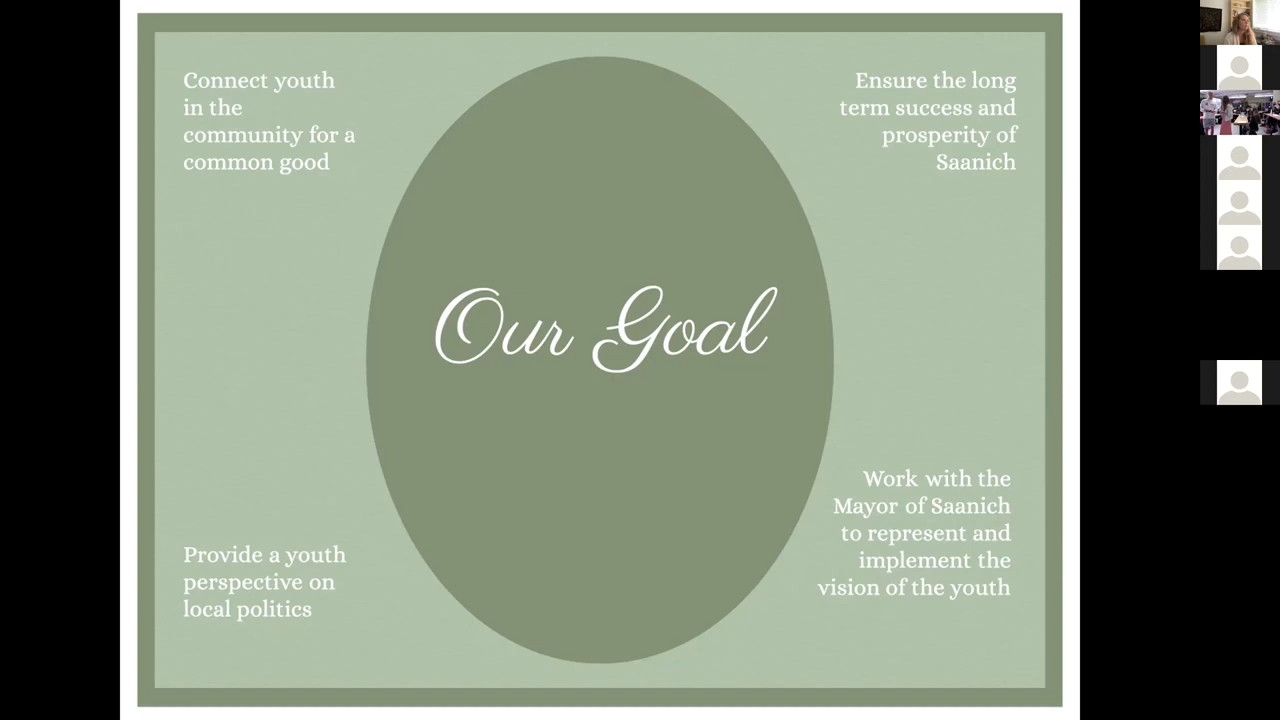 Connect youth
in the
community for a
common good
Ensure the long
term success and
prosperity of
Saanich
Our Goal
Provide a youth
perspective on
local politics
Work with the
Mayor of Saanich
to represent and
implement the
vision of the youth